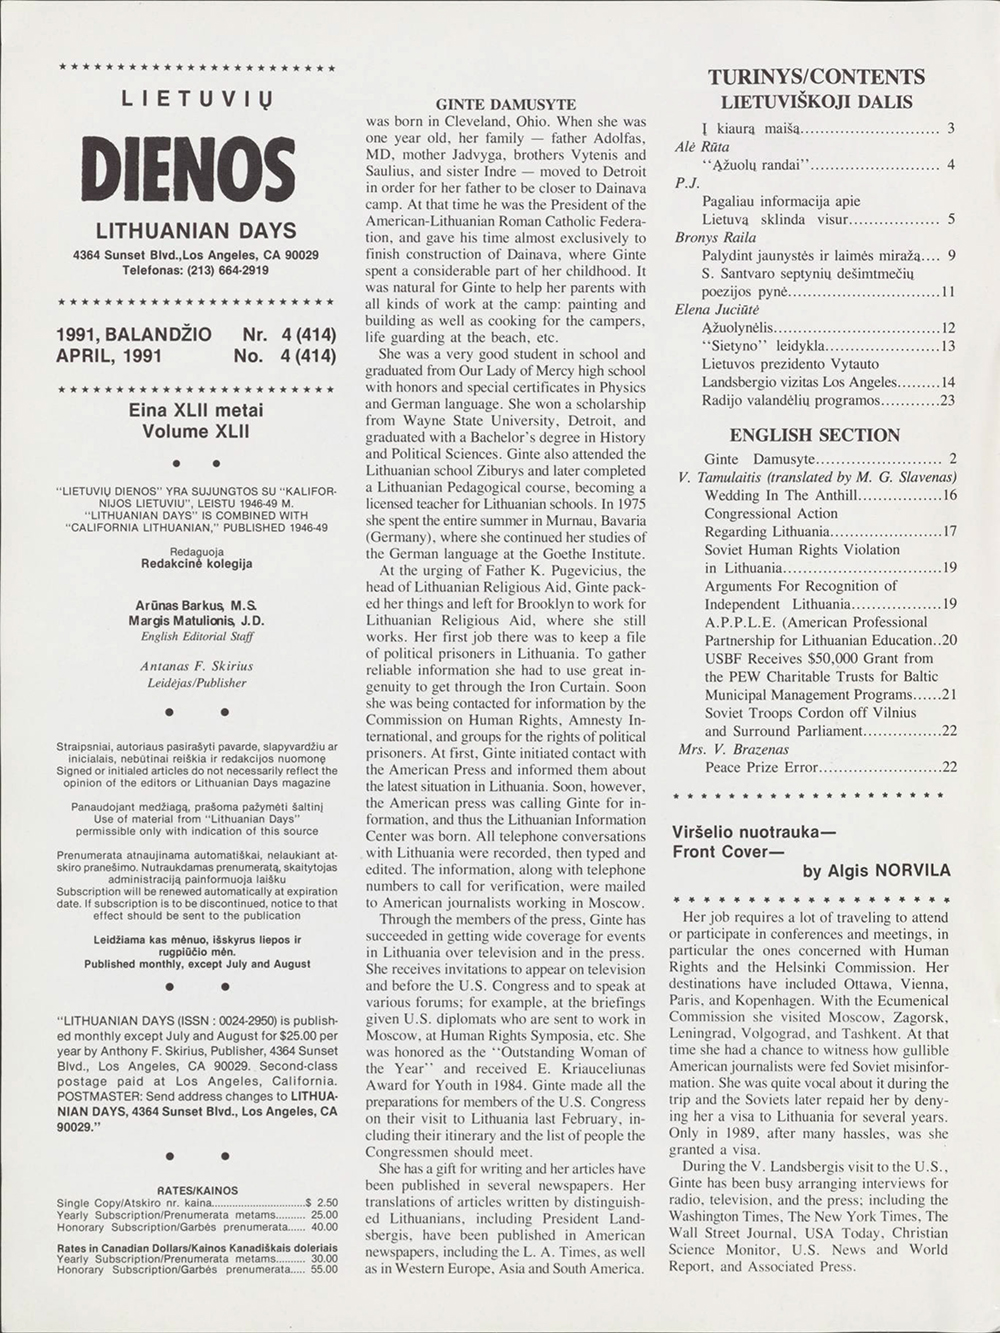 LIETUVIŲ
DIENOS
LITHUANIAN DAYS
4364 Sunset Blvd.,Los Angeles, CA 90029
Telefonas: (213) 664-2919
1991, BALANDŽIO Nr. 4 (414)
APRIL, 1991 No. 4 (414)
Eina XLII metai
Volume XLII
"LIETUVIŲ DIENOS" YRA SUJUNGTOS SU "KALIFOR-
NIJOS LIETUVIU", LEISTU 1946-49 M.
"LITHUANIAN DAYS" IS COMBINED WITH
"CALIFORNIA LITHUANIAN," PUBLISHED 1946-49
Redaguoja
Redakcinė kolegija
Arūnas Barkus, M.S.
Margis Matulionis, J.D.
English Editorial Staff
Antanas F. Skirius
Leidėjas/Publisher
Straipsniai, autoriaus pasirašyti pavarde, slapyvardžiu ar
inicialais, nebūtinai reiškia ir redakcijos nuomonę
Signed or initialed articles do not necessarily reflect the
opinion of the editors or Lithuanian Days magazine
Panaudojant medžiagą, prašoma pažymėti šaltinį
Use of material from "Lithuanian Days"
permissible only with indication of this source
Prenumerata atnaujinama automatiškai, nelaukiant at-
skiro pranešimo. Nutraukdamas prenumeratą, skaitytojas
administraciją painformuoja laišku
Subscription will be renewed automatically at expiration
date. If subscription is to be discontinued, notice to that
effect should be sent to the publication
Leidžiama kas mėnuo, išskyrus liepos ir
rugpiūčio mėn.
Published monthly, except July and August
"LITHUANIAN DAYS (ISSN : 0024-2950) is publish-
ed monthly except July and August for $25.00 per
year by Anthony F. Skirius, Publisher, 4364 Sunset
Blvd., Los Angeles, CA 90029. Second-class
postage paid at Los Angeles, California.
POSTMASTER: Send address changes to LITHUA-
NIAN DAYS, 4364 Sunset Blvd., Los Angeles, CA
90029."
RATES/KAINOS
Single Copy/Atskiro nr. kaina..............................$ 2.50
Yearly Subscription/Prenumerata metams.......... 25.00
Honorary Subscription/Garbės prenumerata...... 40.00
Rates in Canadian Dollars/Kainos Kanadiškais doleriais
Yearly Subscription/Prenumerata metams.......... 30.00
Honorary Subscription/Garbės prenumerata..... 55.00
GINTE DAMUSYTE
was born in Cleveland, Ohio. When she was
one year old, her family — father Adolfas,
MD, mother Jadvyga, brothers Vytenis and
Saulius, and sister Indre — moved to Detroit
in order for her father to be closer to Dainava
camp. At that time he was the President of the
American-Lithuanian Roman Catholic Federa-
tion, and gave his time almost exclusively to
finish construction of Dainava, where Ginte
spent a considerable part of her childhood. It
was natural for Ginte to help her parents with
all kinds of work at the camp: painting and
building as well as cooking for the campers,
life guarding at the beach, etc.
She was a very good student in school and
graduated from Our Lady of Mercy high school
with honors and special certificates in Physics
and German language. She won a scholarship
from Wayne State University, Detroit, and
graduated with a Bachelor's degree in History
and Political Sciences. Ginte also attended the
Lithuanian school Ziburys and later completed
a Lithuanian Pedagogical course, becoming a
licensed teacher for Lithuanian schools. In 1975
she spent the entire summer in Murnau, Bavaria
(Germany), where she continued her studies of
the German language at the Goethe Institute.
At the urging of Father K. Pugevicius, the
head of Lithuanian Religious Aid, Ginte pack-
ed her things and left for Brooklyn to work for
Lithuanian Religious Aid, where she still
works. Her first job there was to keep a file
of political prisoners in Lithuania. To gather
reliable information she had to use great in-
genuity to get through the Iron Curtain. Soon
she was being contacted for information by the
Commission on Human Rights, Amnesty In-
ternational, and groups for the rights of political
prisoners. At first, Ginte initiated contact with
the American Press and informed them about
the latest situation in Lithuania. Soon, however,
the American press was calling Ginte for in-
formation, and thus the Lithuanian Information
Center was born. All telephone conversations
with Lithuania were recorded, then typed and
edited. The information, along with telephone
numbers to call for verification, were mailed
to American journalists working in Moscow.
Through the members of the press, Ginte has
succeeded in getting wide coverage for events
in Lithuania over television and in the press.
She receives invitations to appear on television
and before the U.S. Congress and to speak at
various forums; for example, at the briefings
given U.S. diplomats who are sent to work in
Moscow, at Human Rights Symposia, etc. She
was honored as the "Outstanding Woman of
the Year" and received E. Kriauceliunas
Award for Youth in 1984. Ginte made all the
preparations for members of the U.S. Congress
on their visit to Lithuania last February, in-
cluding their itinerary and the list of people the
Congressmen should meet.
She has a gift for writing and her articles have
been published in several newspapers. Her
translations of articles written by distinguish-
ed Lithuanians, including President Land-
sbergis, have been published in American
newspapers, including the L. A. Times, as well
as in Western Europe, Asia and South America.
TURINYS/CONTENTS
LIETUVIŠKOJI DALIS
Į kiaurą maišą........................... 3
Alė Rūta
"Ąžuolų randai"......................... 4
P.J.
Pagaliau informacija apie
Lietuvą sklinda visur.................. 5
Bronys Raila
Palydint jaunystės ir laimės miražą.... 9
S. Santvaro septynių dešimtmečių
poezijos pynė.............................11
Elena Juciūtė
Ąžuolynėlis................................12
"Sietyno" leidykla......................13
Lietuvos prezidento Vytauto
Landsbergio vizitas Los Angeles.........14
Radijo valandėlių programos............23
ENGLISH SECTION
Ginte Damusyte........................ 2
V. Tamulaitis (translated by M. G. Slavenas)
Wedding In The Anthill................16
Congressional Action
Regarding Lithuania.....................17
Soviet Human Rights Violation
in Lithuania..............................19
Arguments For Recognition of
Independent Lithuania.................19
A.P.P.L.E. (American Professional
Partnership for Lithuanian Education..20
USBF Receives $50,000 Grant from
the PEW Charitable Trusts for Baltic
Municipal Management Programs......21
Soviet Troops Cordon off Vilnius
and Surround Parliament...............22
Mrs. V. Brazenas
Peace Prize Error.......................22
Viršelio nuotrauka—
Front Cover—
by Algis NORVILA
Her job requires a lot of traveling to attend
or participate in conferences and meetings, in
particular the ones concerned with Human
Rights and the Helsinki Commission. Her
destinations have included Ottawa, Vienna,
Paris, and Kopenhagen. With the Ecumenical
Commission she visited Moscow, Zagorsk,
Leningrad, Volgograd, and Tashkent. At that
time she had a chance to witness how gullible
American journalists were fed Soviet misinfor-
mation. She was quite vocal about it during the
trip and the Soviets later repaid her by deny-
ing her a visa to Lithuania for several years.
Only in 1989, after many hassles, was she
granted a visa.
During the V. Landsbergis visit to the U.S.,
Ginte has been busy arranging interviews for
radio, television, and the press; including the
Washington Times, The New York Times, The
Wall Street Journal, USA Today, Christian
Science Monitor, U.S. News and World
Report, and Associated Press.